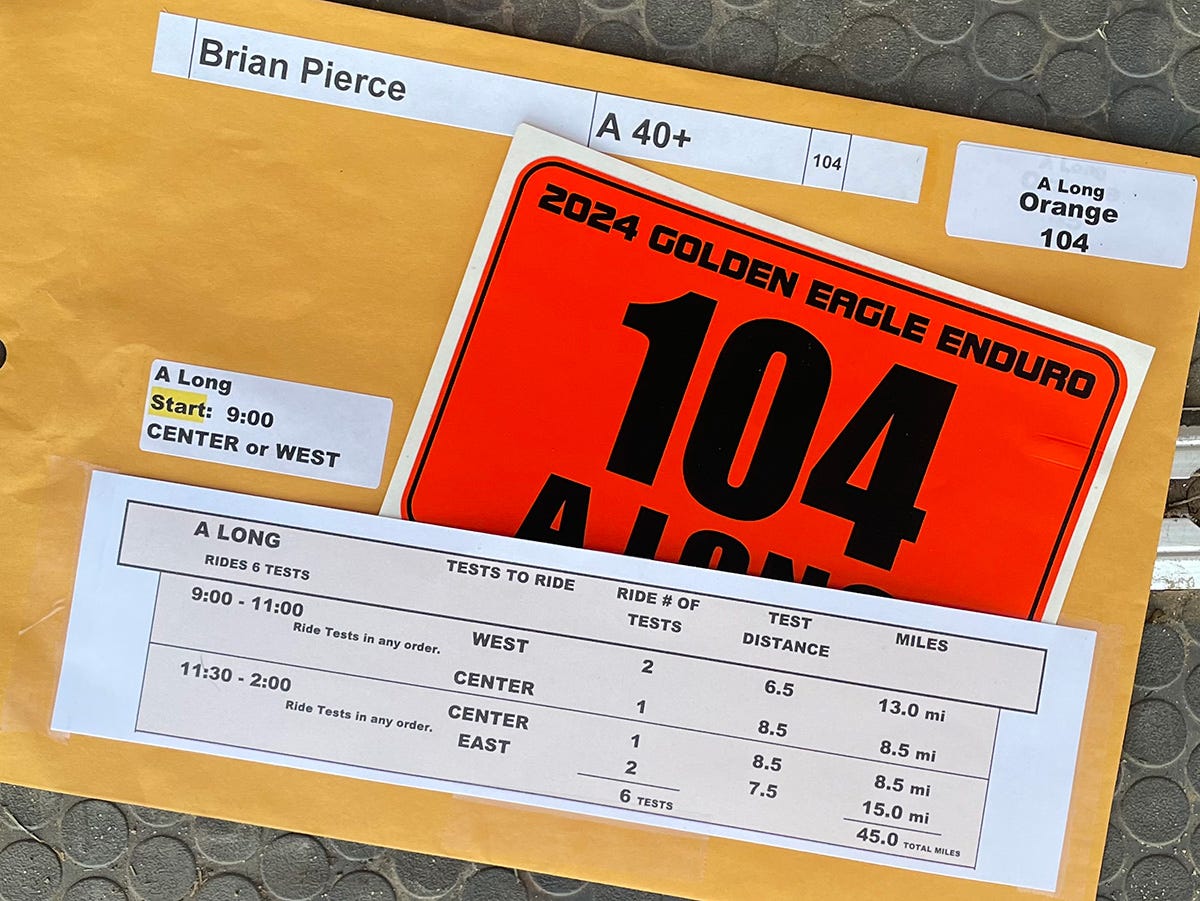 Brian Pierce A 40+ 104
A Long
Orange
104
2024 GOLDEN EAGLE ENDURO
104
A LONG
A Long
Start: 9:00
CENTER or WEST
A LONG
RIDES 6 TESTS
TESTS TO RIDE
RIDE # OF TESTS
TEST DISTANCE
MILES
9:00 - 11:00
Ride Tests in any order.
WEST 2 6.5 13.0 mi
CENTER 1 8.5 8.5 mi
11:30 - 2:00
Ride Tests in any order.
CENTER 1 8.5 8.5 mi
EAST 2 7.5 15.0 mi
6 TESTS 45.0 TOTAL MILES